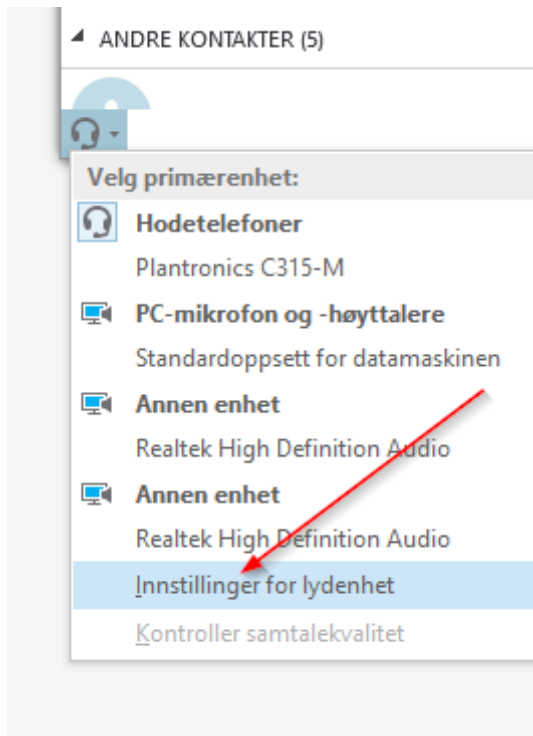 ANDRE KONTAKTER (5)
Velg primærenhet:
Hodetelefoner
Plantronics C315-M
PC-mikrofon og -høyttalere
Standardoppsett for datamaskinen
Annen enhet
Realtek High Definition Audio
Annen enhet
Realtek High Definition Audio
Innstillinger for lydenhet
Kontroller samtalekvalitet